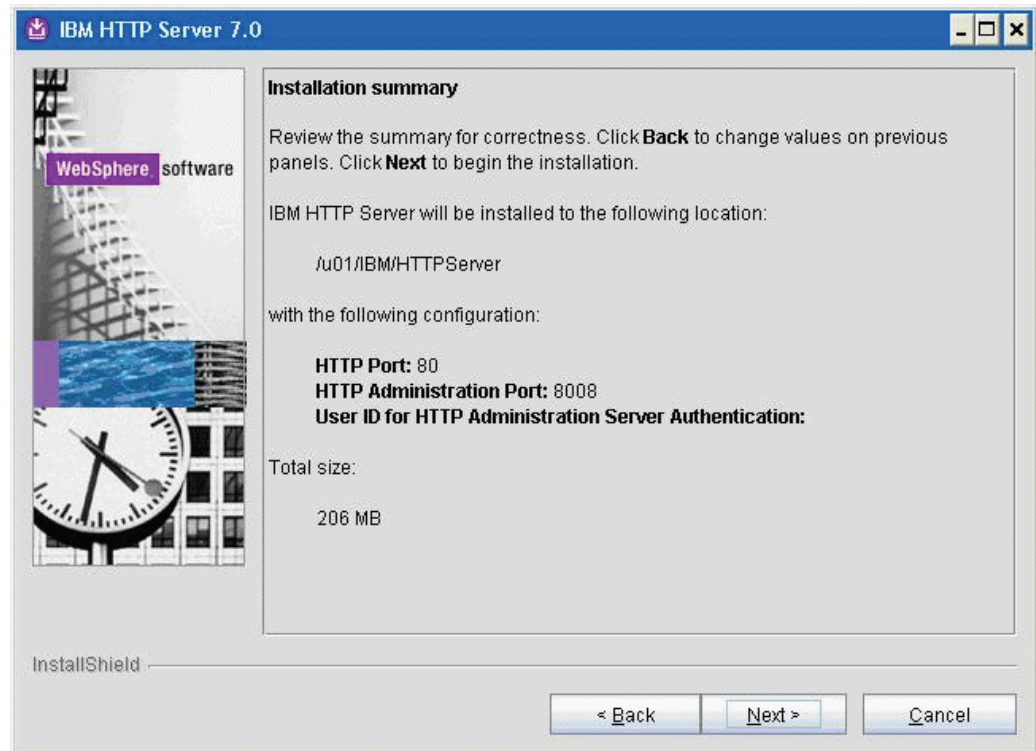 IBM HTTP Server 7.0
WebSphere software
Installation summary
Review the summary for correctness. Click Back to change values on previous
panels. Click Next to begin the installation.
IBM HTTP Server will be installed to the following location:
/u01/IBM/HTTPServer
with the following configuration:
HTTP Port: 80
HTTP Administration Port: 8008
User ID for HTTP Administration Server Authentication:
Total size:
206 MB
InstallShield
< Back
Next >
Cancel